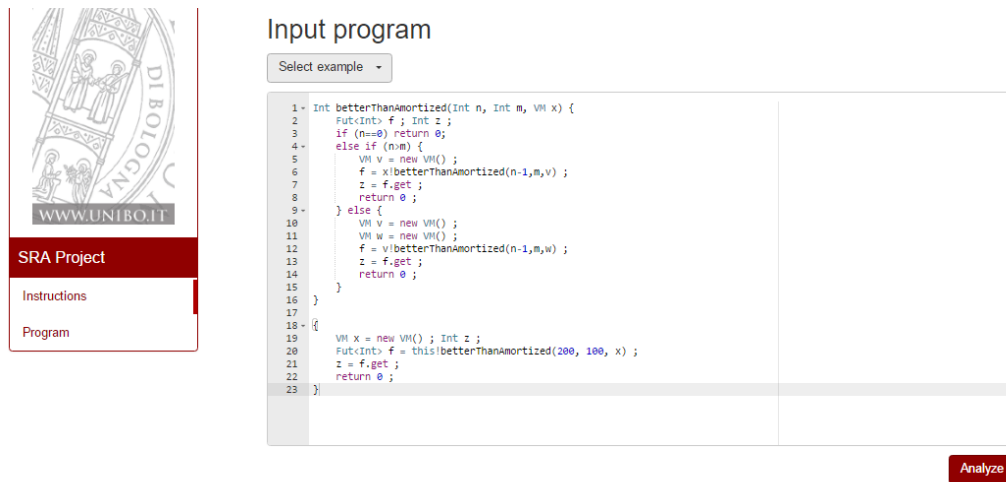 DI BOLOGNA
WWW.UNIBO.IT
SRA Project
Instructions
Program
Input program
Select example
1 Int betterThanAmortized(Int n, Int m, VM x) {
2 Fut<Int> f ; Int z ;
3 if (n==0) return 0;
4 else if (n>m) {
5 VM v = new VM() ;
6 f = x!betterThanAmortized(n-1,m,v) ;
7 z = f.get ;
8 return 0 ;
9 } else {
10 VM v = new VM() ;
11 VM w = new VM() ;
12 f = v!betterThanAmortized(n-1,m,w) ;
13 z = f.get ;
14 return 0 ;
15 }
16 }
17
18 {
19 VM x = new VM() ; Int z ;
20 Fut<Int> f = this!betterThanAmortized(200, 100, x) ;
21 z = f.get ;
22 return 0 ;
23 }
Analyze